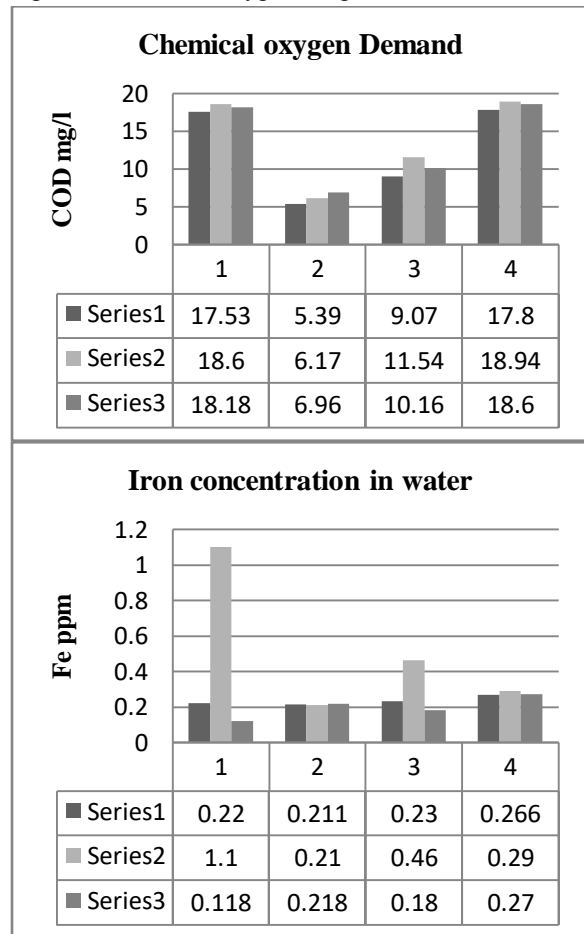 Chemical oxygen Demand
COD mg/l
20
15
10
5
0
1 2 3 4
Series1 17.53 5.39 9.07 17.8
Series2 18.6 6.17 11.54 18.94
Series3 18.18 6.96 10.16 18.6
Iron concentration in water
Fe ppm
1.2
1
0.8
0.6
0.4
0.2
0
1 2 3 4
Series1 0.22 0.211 0.23 0.266
Series2 1.1 0.21 0.46 0.29
Series3 0.118 0.218 0.18 0.27